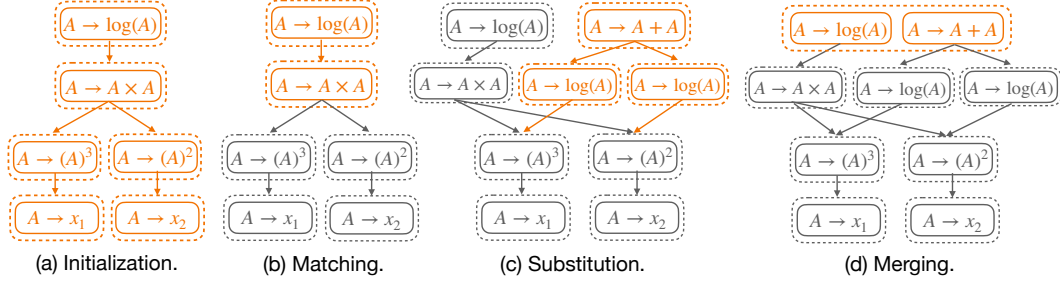 A → log(A)
A → A × A
A → (A)³ A → (A)²
A → x₁ A → x₂
(a) Initialization.
A → log(A)
A → A × A
A → (A)³ A → (A)²
A → x₁ A → x₂
(b) Matching.
A → log(A) A → A + A
A → A × A A → log(A) A → log(A)
A → (A)³ A → (A)²
A → x₁ A → x₂
(c) Substitution.
A → log(A) A → A + A
A → A × A A → log(A) A → log(A)
A → (A)³ A → (A)²
A → x₁ A → x₂
(d) Merging.